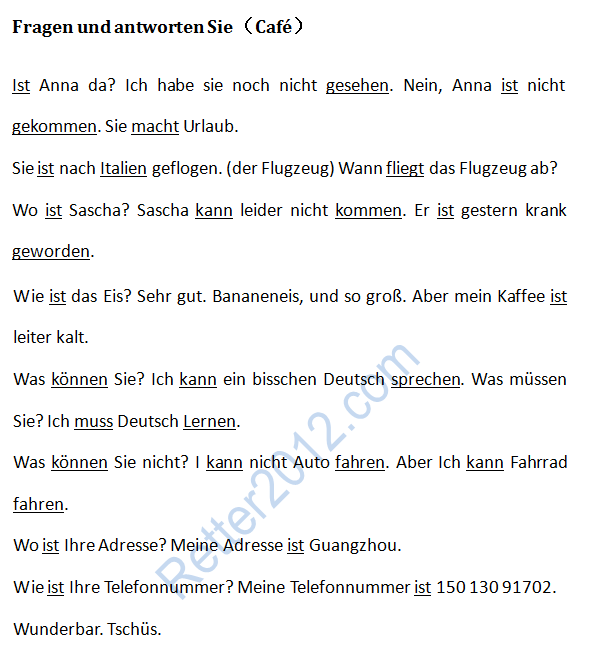 Fragen und antworten Sie（Café）
Ist Anna da? Ich habe sie noch nicht gesehen. Nein, Anna ist nicht
gekommen. Sie macht Urlaub.
Sie ist nach Italien geflogen. (der Flugzeug) Wann fliegt das Flugzeug ab?
Wo ist Sascha? Sascha kann leider nicht kommen. Er ist gestern krank
geworden.
Wie ist das Eis? Sehr gut. Bananeneis, und so groß. Aber mein Kaffee ist
leiter kalt.
Was können Sie? Ich kann ein bisschen Deutsch sprechen. Was müssen
Sie? Ich muss Deutsch Lernen.
Was können Sie nicht? I kann nicht Auto fahren. Aber Ich kann Fahrrad
fahren.
Wo ist Ihre Adresse? Meine Adresse ist Guangzhou.
Wie ist Ihre Telefonnummer? Meine Telefonnummer ist 150 130 91702.
Wunderbar. Tschüs.
Retter2012.com